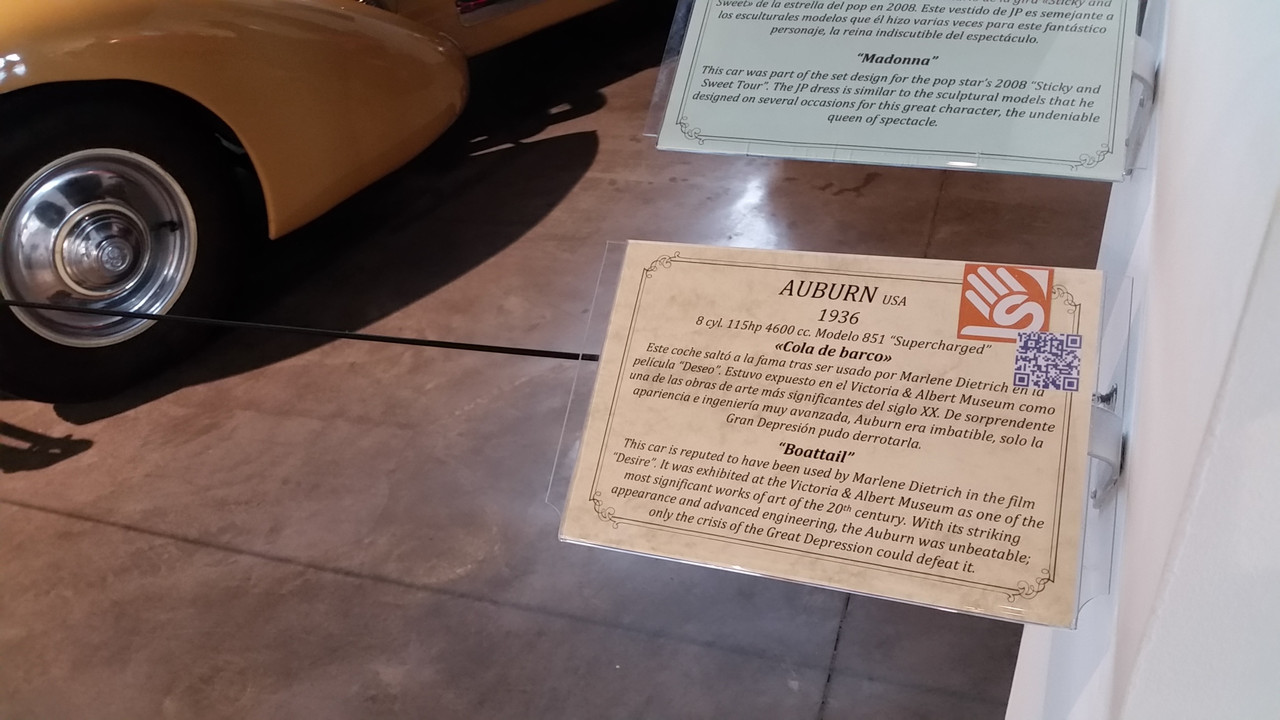 Sweet» de la estrella del pop en 2008. Este vestido de JP es semejante a
los esculturales modelos que él hizo varias veces para este fantástico
personaje, la reina indiscutible del espectáculo.
"Madonna"
This car was part of the set design for the pop star's 2008 "Sticky and
Sweet Tour". The JP dress is similar to the sculptural models that he
designed on several occasions for this great character, the undeniable
queen of spectacle.
AUBURN USA
1936
8 cyl. 115hp 4600 cc. Modelo 851 "Supercharged"
«Cola de barco»
Este coche saltó a la fama tras ser usado por Marlene Dietrich en la
película "Deseo". Estuvo expuesto en el Victoria & Albert Museum como
una de las obras de arte más significantes del siglo XX. De sorprendente
apariencia e ingeniería muy avanzada, Auburn era imbatible, solo la
Gran Depresión pudo derrotarla.
"Boattail"
This car is reputed to have been used by Marlene Dietrich in the film
"Desire". It was exhibited at the Victoria & Albert Museum as one of the
most significant works of art of the 20th century. With its striking
appearance and advanced engineering, the Auburn was unbeatable;
only the crisis of the Great Depression could defeat it.